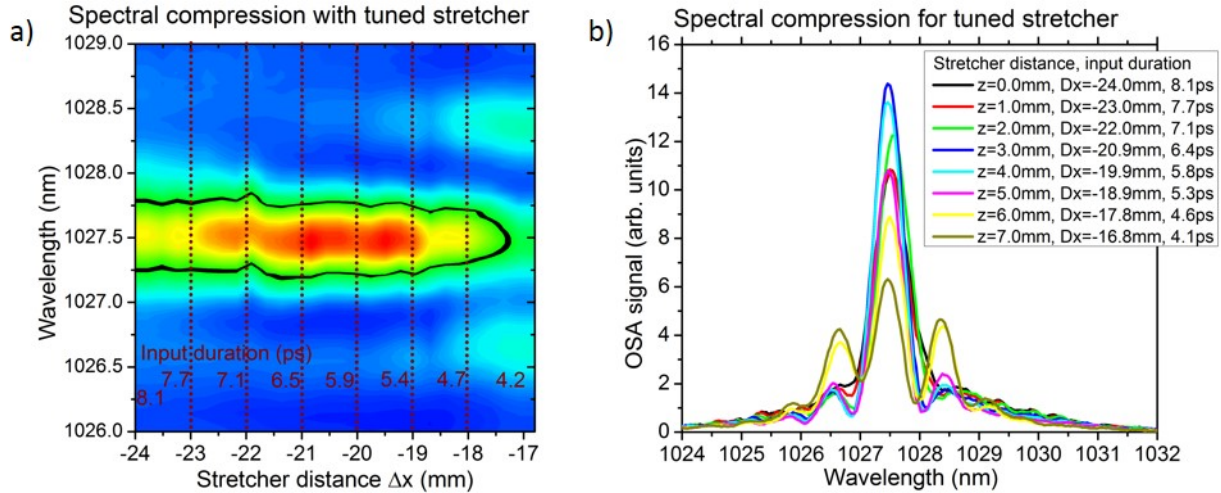 Spectral compression with tuned stretcher
a)
1029.0
1028.5
1028.0
1027.5
1027.0
1026.5
1026.0
Wavelength (nm)
Input duration (ps)
8.1 7.7 7.1 6.5 5.9 5.4 4.7 4.2
-24 -23 -22 -21 -20 -19 -18 -17
Stretcher distance Δx (mm)
Spectral compression for tuned stretcher
b)
16
14
12
10
8
6
4
2
0
OSA signal (arb. units)
Stretcher distance, input duration
z=0.0mm, Dx=-24.0mm, 8.1ps
z=1.0mm, Dx=-23.0mm, 7.7ps
z=2.0mm, Dx=-22.0mm, 7.1ps
z=3.0mm, Dx=-20.9mm, 6.4ps
z=4.0mm, Dx=-19.9mm, 5.8ps
z=5.0mm, Dx=-18.9mm, 5.3ps
z=6.0mm, Dx=-17.8mm, 4.6ps
z=7.0mm, Dx=-16.8mm, 4.1ps
1024 1025 1026 1027 1028 1029 1030 1031 1032
Wavelength (nm)